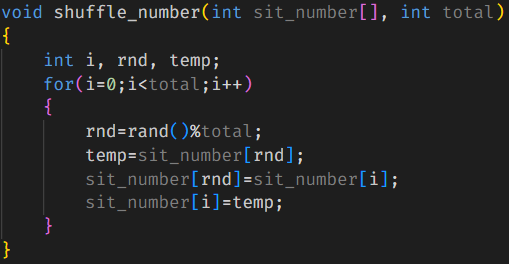 void shuffle_number(int sit_number[], int total)
{
    int i, rnd, temp;
    for(i=0;i<total;i++)
    {
        rnd=rand()%total;
        temp=sit_number[rnd];
        sit_number[rnd]=sit_number[i];
        sit_number[i]=temp;
    }
}